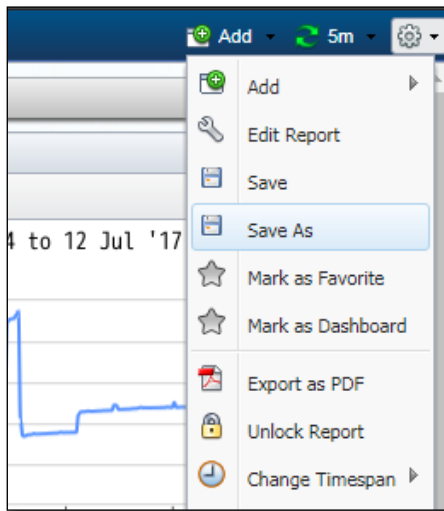 Add 5m
Add
Edit Report
Save
Save As
4 to 12 Jul '17
Mark as Favorite
Mark as Dashboard
Export as PDF
Unlock Report
Change Timespan